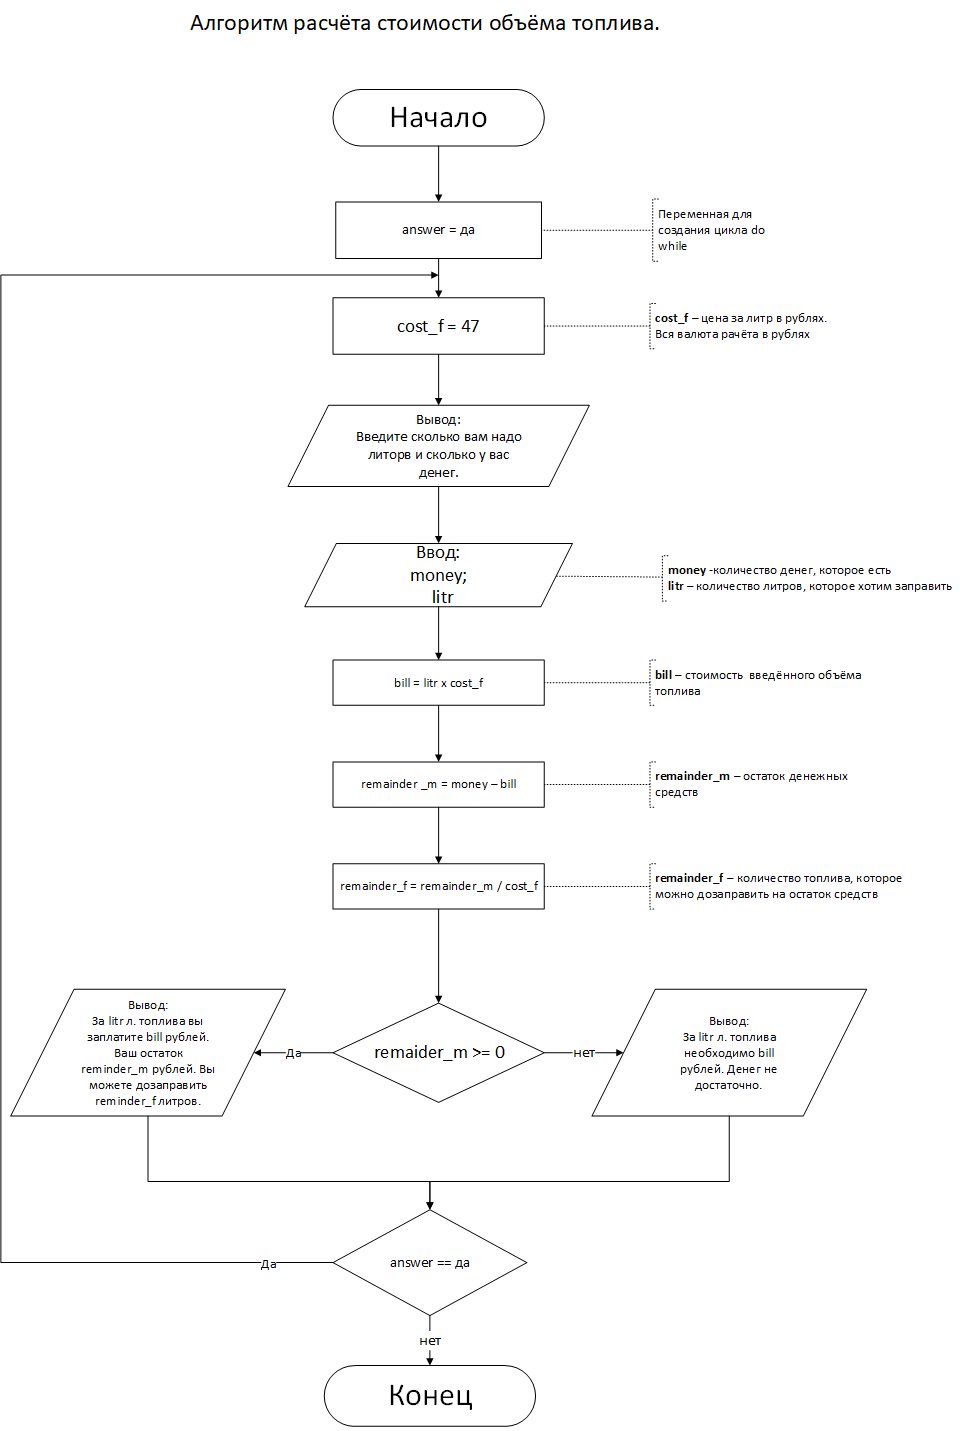 Алгоритм расчёта стоимости объёма топлива.
Начало
answer = да
Переменная для
создания цикла do
while
cost_f = 47
cost_f – цена за литр в рублях.
Вся валюта рачёта в рублях
Вывод:
Введите сколько вам надо
литорв и сколько у вас
денег.
Ввод:
money;
litr
money -количество денег, которое есть
litr – количество литров, которое хотим заправить
bill = litr x cost_f
bill – стоимость введённого объёма
топлива
remainder _m = money – bill
remainder_m – остаток денежных
средств
remainder_f = remainder_m / cost_f
remainder_f – количество топлива, которое
можно дозаправить на остаток средств
Вывод:
За litr л. топлива вы
заплатите bill рублей.
Ваш остаток
reminder_m рублей. Вы
можете дозаправить
reminder_f литров.
Да
remaider_m >= 0
нет
Вывод:
За litr л. топлива
необходимо bill
рублей. Денег не
достаточно.
Да
answer == да
нет
Конец